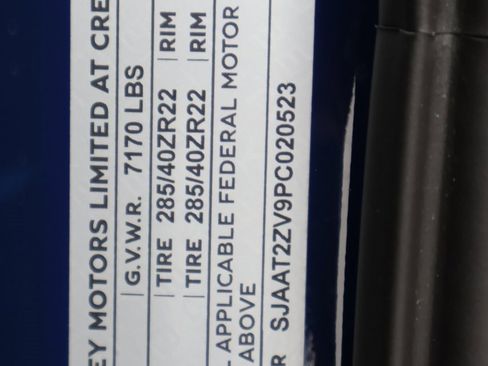 EY MOTORS LIMITED AT CRE
G.V.W.R. 7170 LBS
TIRE 285/40ZR22 RIM
TIRE 285/40ZR22 RIM
APPLICABLE FEDERAL MOTOR
ABOVE
R SJAAT2ZV9PC020523